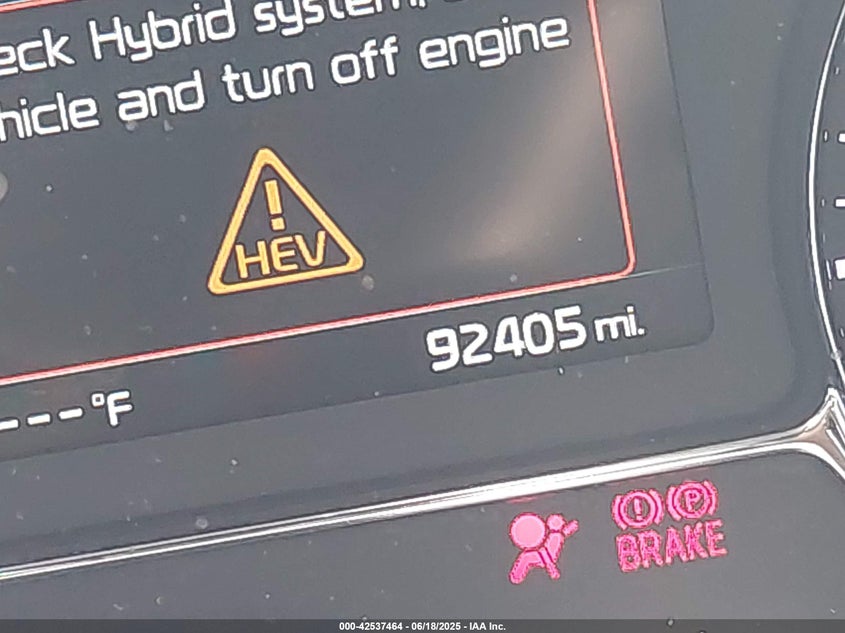 eck Hybrid system.
hicle and turn off engine
!
HEV
92405 mi.
---°F
! P
BRAKE
000-42537464 - 06/18/2025 - IAA Inc.